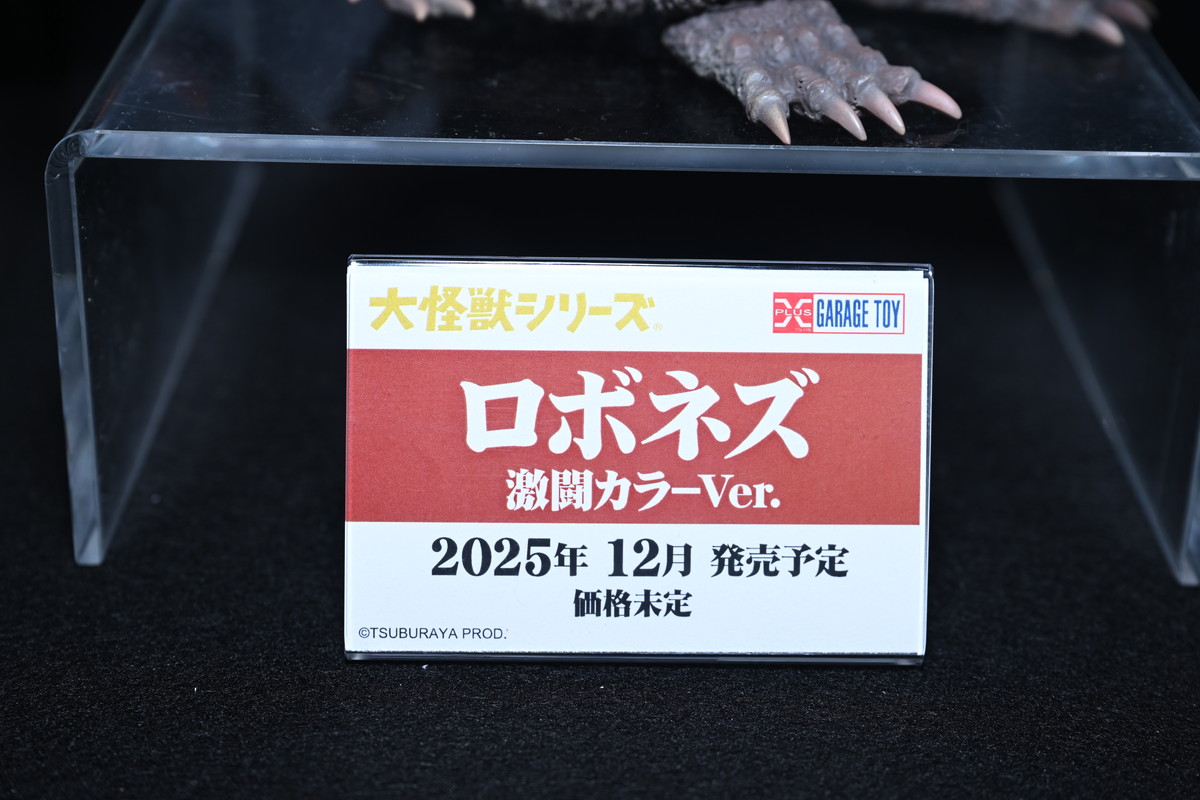 大怪獣シリーズ®
X PLUS GARAGE TOY
ロボネズ
激闘カラーVer.
2025年 12月 発売予定
価格未定
©TSUBURAYA PROD.